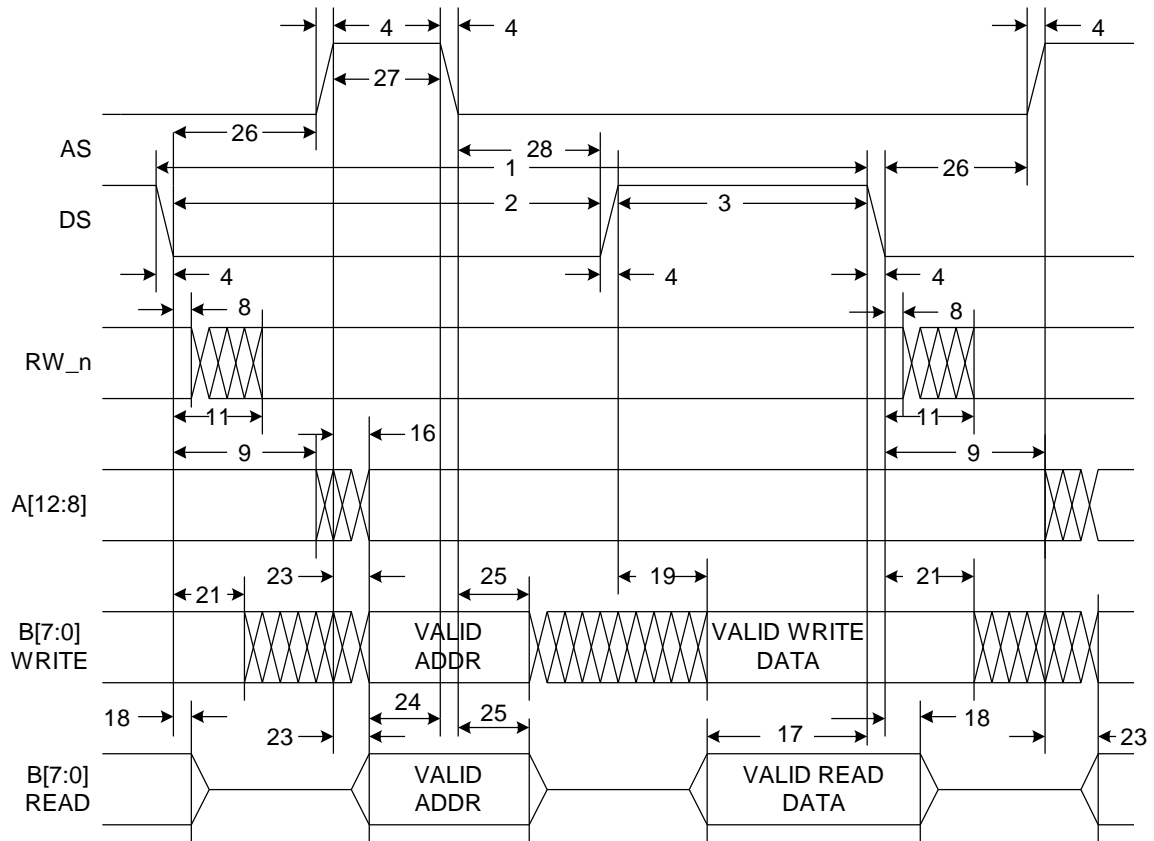 4 4 4
27
26
AS
28
1 26
2 3
DS
4 4 4
8 8
RW_n
11 11
16
9 9
A[12:8]
23 25 19 21
21
B[7:0] VALID VALID WRITE
WRITE ADDR DATA
24
18 25 18
23 17 23
B[7:0] VALID VALID READ
READ ADDR DATA